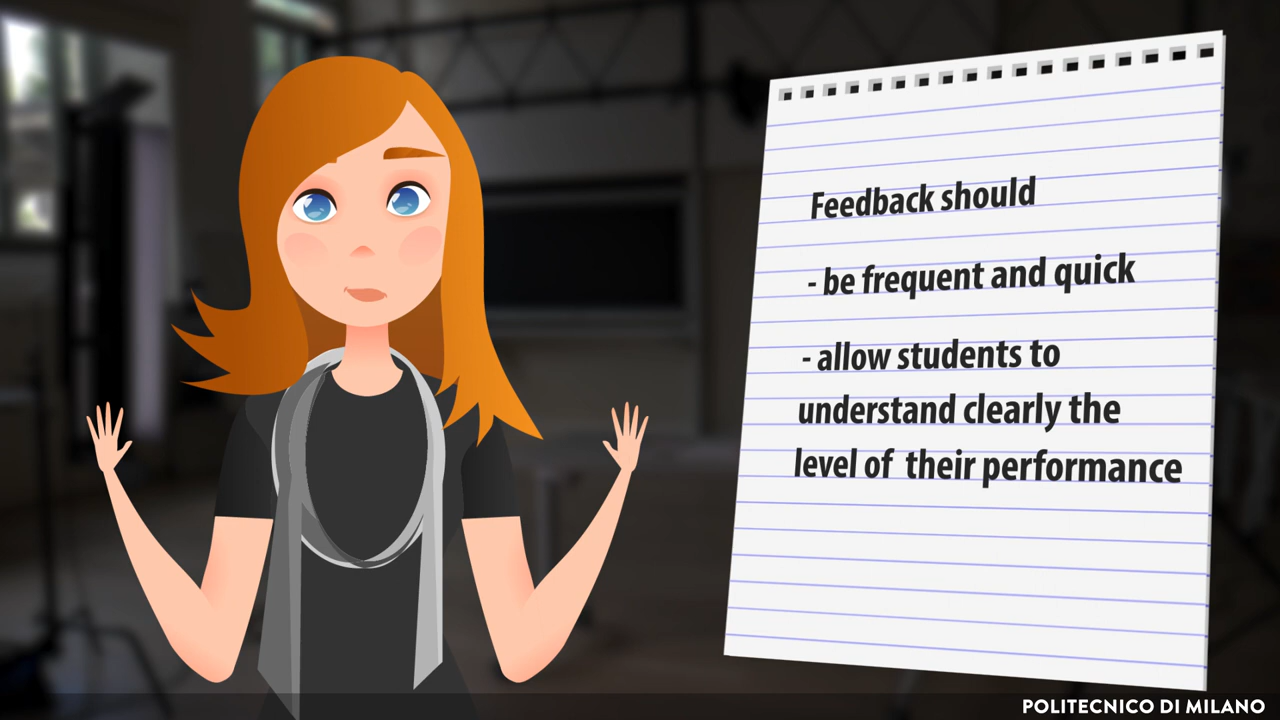 Feedback should
- be frequent and quick
- allow students to
understand clearly the
level of their performance
POLITECNICO DI MILANO